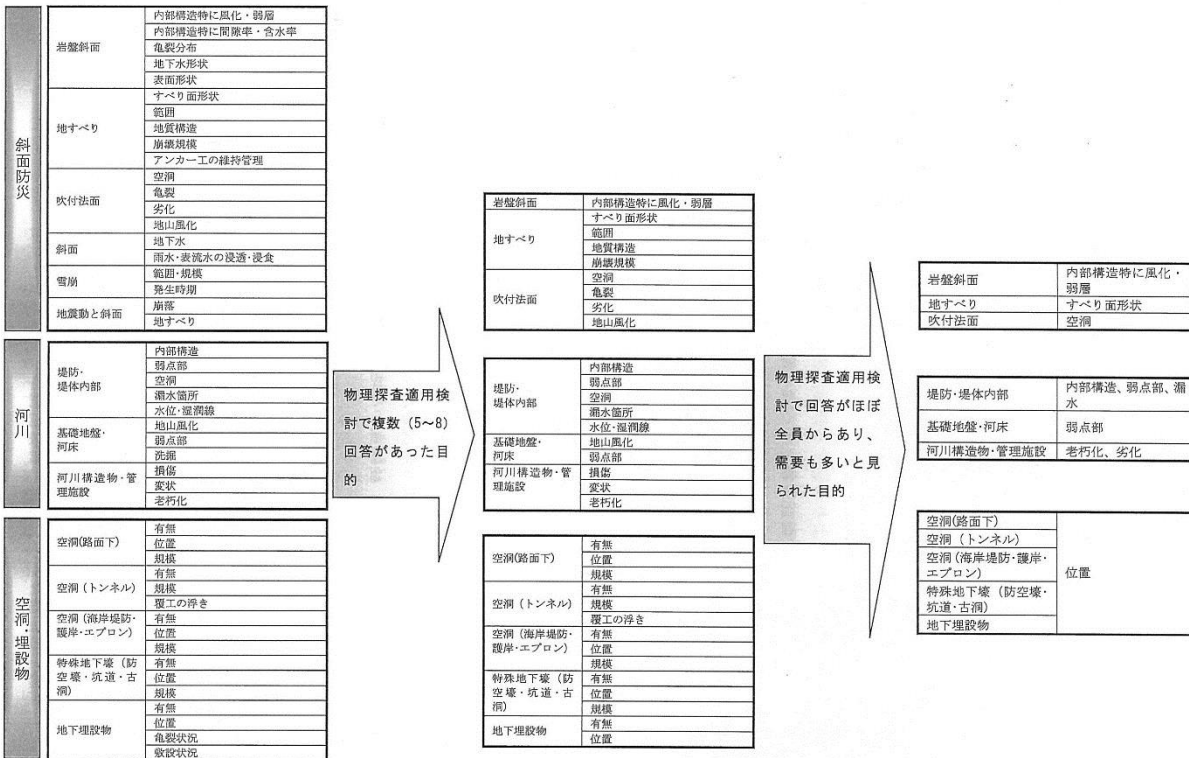 斜面防災
岩盤斜面
内部構造特に風化・弱層
内部構造特に間隙率・含水率
亀裂分布
地下水形状
表面形状
地すべり
すべり面形状
範囲
地質構造
崩壊規模
アンカー工の維持管理
吹付法面
空洞
亀裂
劣化
地山風化
斜面
地下水
雨水・表流水の浸透・浸食
雪崩
範囲・規模
発生時期
地震動と斜面
崩落
地すべり
河川
堤防・
堤体内部
内部構造
弱点部
空洞
漏水箇所
水位・湿潤線
基礎地盤・
河床
地山風化
弱点部
洗掘
河川構造物・管
理施設
損傷
変状
老朽化
空洞・埋設物
空洞(路面下)
有無
位置
規模
空洞（トンネル）
有無
規模
覆工の浮き
空洞（海岸堤防・
護岸・エプロン）
有無
位置
規模
特殊地下壕（防
空壕・坑道・古
洞）
有無
位置
規模
地下埋設物
有無
位置
亀裂状況
敷設状況
物理探査適用検
討で複数（5～8）
回答があった目
的
岩盤斜面
内部構造特に風化・弱層
地すべり
すべり面形状
範囲
地質構造
崩壊規模
吹付法面
空洞
亀裂
劣化
地山風化
堤防・
堤体内部
内部構造
弱点部
空洞
漏水箇所
水位・湿潤線
基礎地盤・
河床
地山風化
弱点部
河川構造物・管
理施設
損傷
変状
老朽化
空洞(路面下)
有無
位置
規模
空洞（トンネル）
有無
規模
覆工の浮き
空洞（海岸堤防・
護岸・エプロン）
有無
位置
規模
特殊地下壕（防
空壕・坑道・古
洞）
有無
位置
規模
地下埋設物
有無
位置
物理探査適用検
討で回答がほぼ
全員からあり、
需要も多いと見
られた目的
岩盤斜面
内部構造特に風化・
弱層
地すべり
すべり面形状
吹付法面
空洞
堤防・堤体内部
内部構造、弱点部、漏
水
基礎地盤・河床
弱点部
河川構造物・管理施設
老朽化、劣化
空洞(路面下)
空洞（トンネル）
空洞（海岸堤防・護岸・
エプロン）
特殊地下壕（防空壕・
坑道・古洞）
地下埋設物
位置